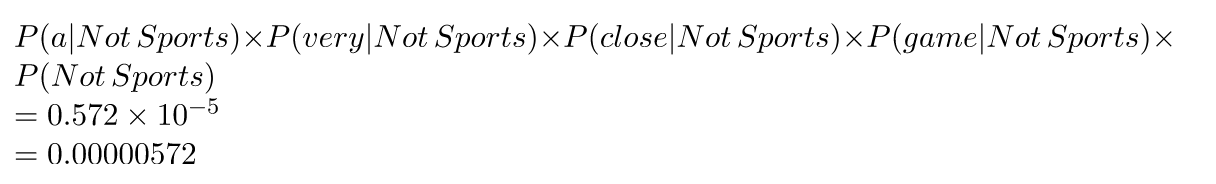 P(a|Not Sports)×P(very|Not Sports)×P(close|Not Sports)×P(game|Not Sports)×
P(Not Sports)
= 0.572 × 10⁻⁵
= 0.00000572